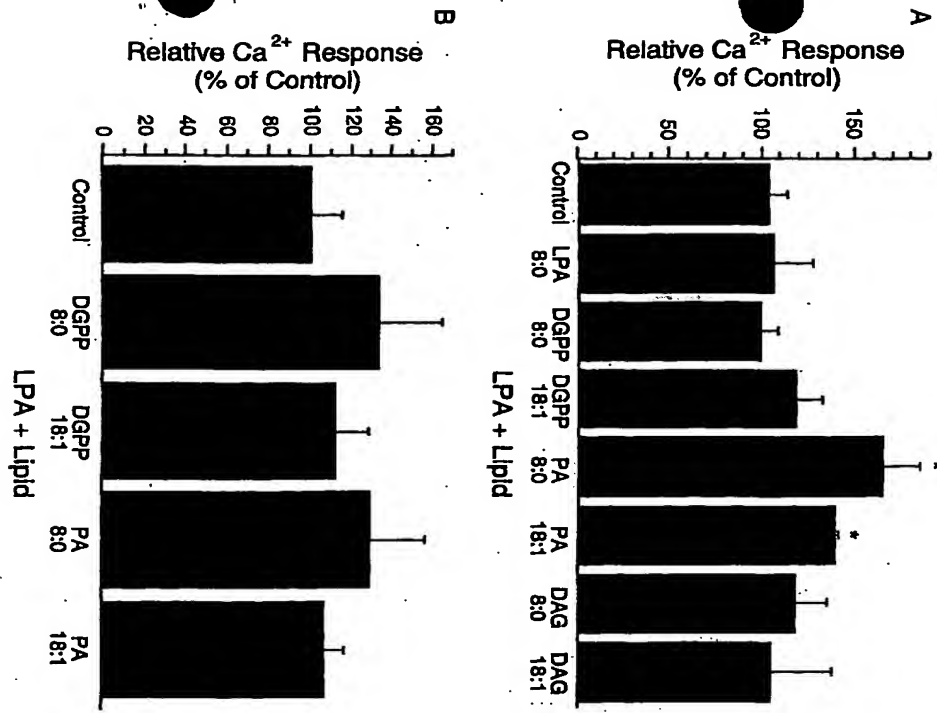 A
Relative Ca2+ Response
(% of Control)
150
100
50
0
Control
LPA
8:0
DGPP
8:0
DGPP
18:1
PA
8:0
PA
18:1
DAG
8:0
DAG
18:1
*
*
LPA + Lipid
B
Relative Ca2+ Response
(% of Control)
160
140
120
100
80
60
40
20
0
Control
DGPP
8:0
DGPP
18:1
PA
8:0
PA
18:1
LPA + Lipid